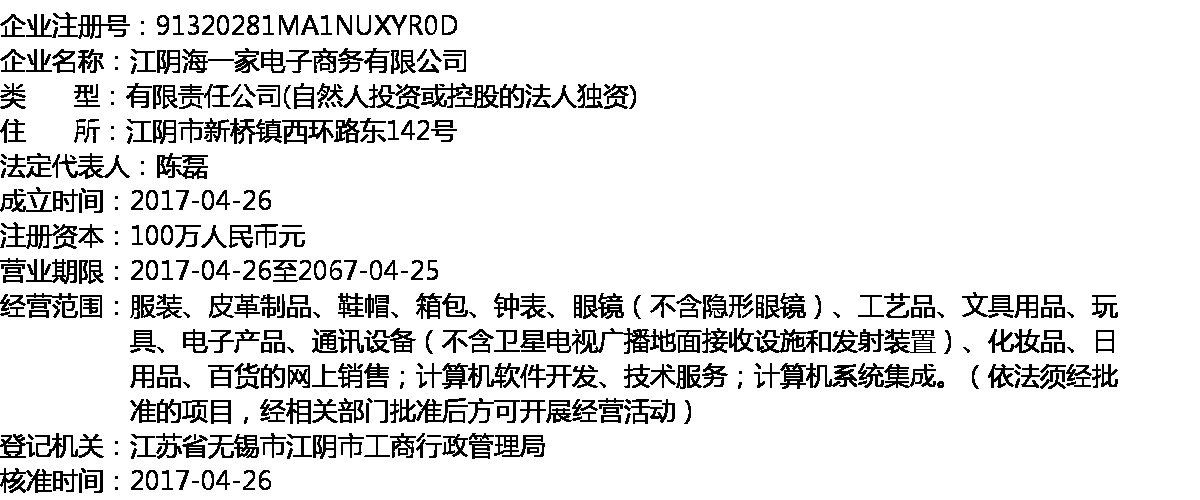 企业注册号：91320281MA1NUXYR0D
企业名称：江阴海一家电子商务有限公司
类　　型：有限责任公司(自然人投资或控股的法人独资)
住　　所：江阴市新桥镇西环路东142号
法定代表人：陈磊
成立时间：2017-04-26
注册资本：100万人民币元
营业期限：2017-04-26至2067-04-25
经营范围：服装、皮革制品、鞋帽、箱包、钟表、眼镜（不含隐形眼镜）、工艺品、文具用品、玩
具、电子产品、通讯设备（不含卫星电视广播地面接收设施和发射装置）、化妆品、日
用品、百货的网上销售；计算机软件开发、技术服务；计算机系统集成。（依法须经批
准的项目，经相关部门批准后方可开展经营活动）
登记机关：江苏省无锡市江阴市工商行政管理局
核准时间：2017-04-26